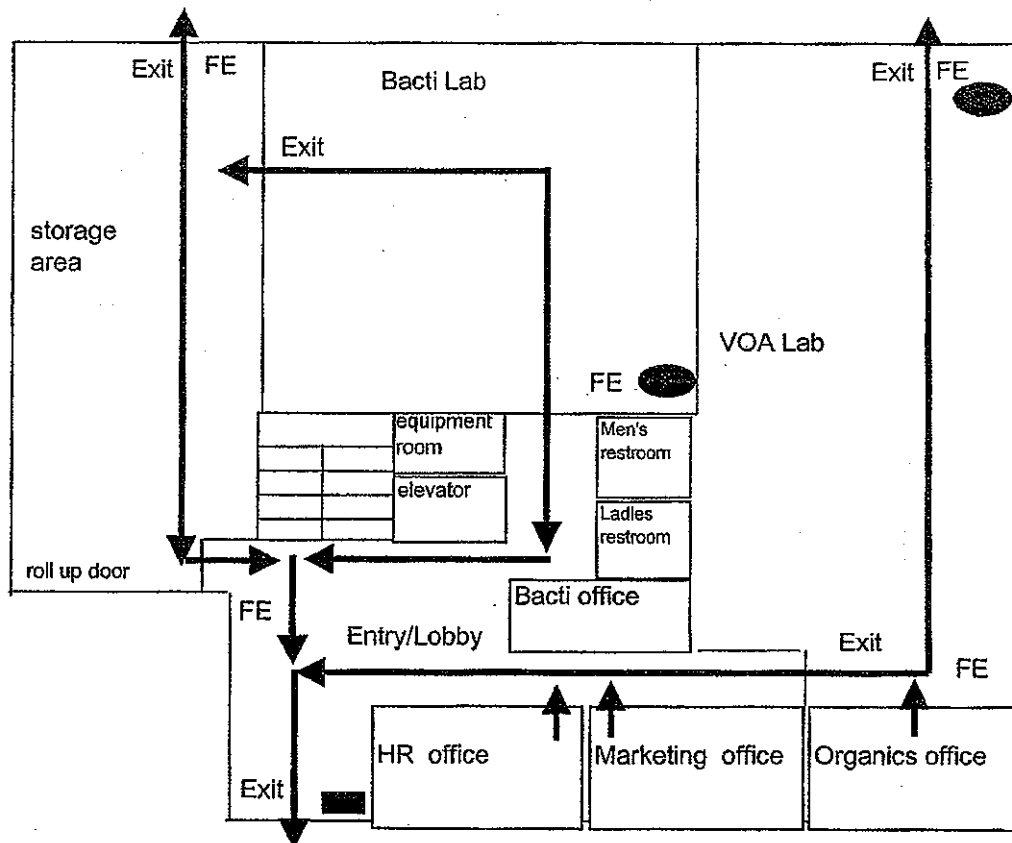 Exit FE
Bacti Lab
Exit FE
Exit
storage
area
VOA Lab
FE
equipment
room
Men's
restroom
elevator
Ladies
restroom
roll up door
Bacti office
FE
Entry/Lobby
Exit
FE
HR office
Marketing office
Organics office
Exit